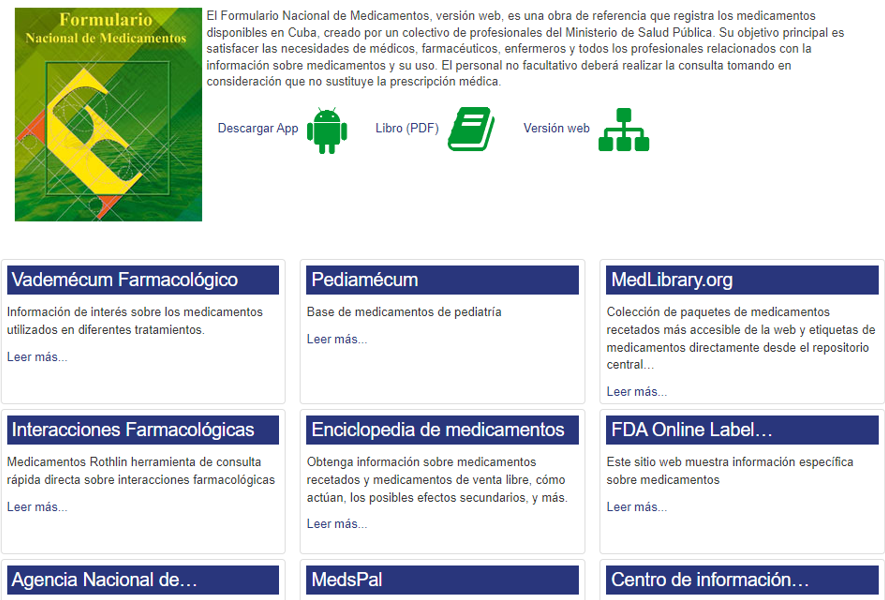 Formulario
Nacional de Medicamentos
El Formulario Nacional de Medicamentos, versión web, es una obra de referencia que registra los medicamentos
disponibles en Cuba, creado por un colectivo de profesionales del Ministerio de Salud Pública. Su objetivo principal es
satisfacer las necesidades de médicos, farmacéuticos, enfermeros y todos los profesionales relacionados con la
información sobre medicamentos y su uso. El personal no facultativo deberá realizar la consulta tomando en
consideración que no sustituye la prescripción médica.
Descargar App
Libro (PDF)
Versión web
Vademécum Farmacológico
Información de interés sobre los medicamentos
utilizados en diferentes tratamientos.
Leer más...
Pediamécum
Base de medicamentos de pediatría
Leer más...
MedLibrary.org
Colección de paquetes de medicamentos
recetados más accesible de la web y etiquetas de
medicamentos directamente desde el repositorio
central…
Leer más...
Interacciones Farmacológicas
Medicamentos Rothlin herramienta de consulta
rápida directa sobre interacciones farmacológicas
Leer más...
Enciclopedia de medicamentos
Obtenga información sobre medicamentos
recetados y medicamentos de venta libre, cómo
actúan, los posibles efectos secundarios, y más.
Leer más...
FDA Online Label…
Este sitio web muestra información específica
sobre medicamentos
Leer más...
Agencia Nacional de…
MedsPal
Centro de información…